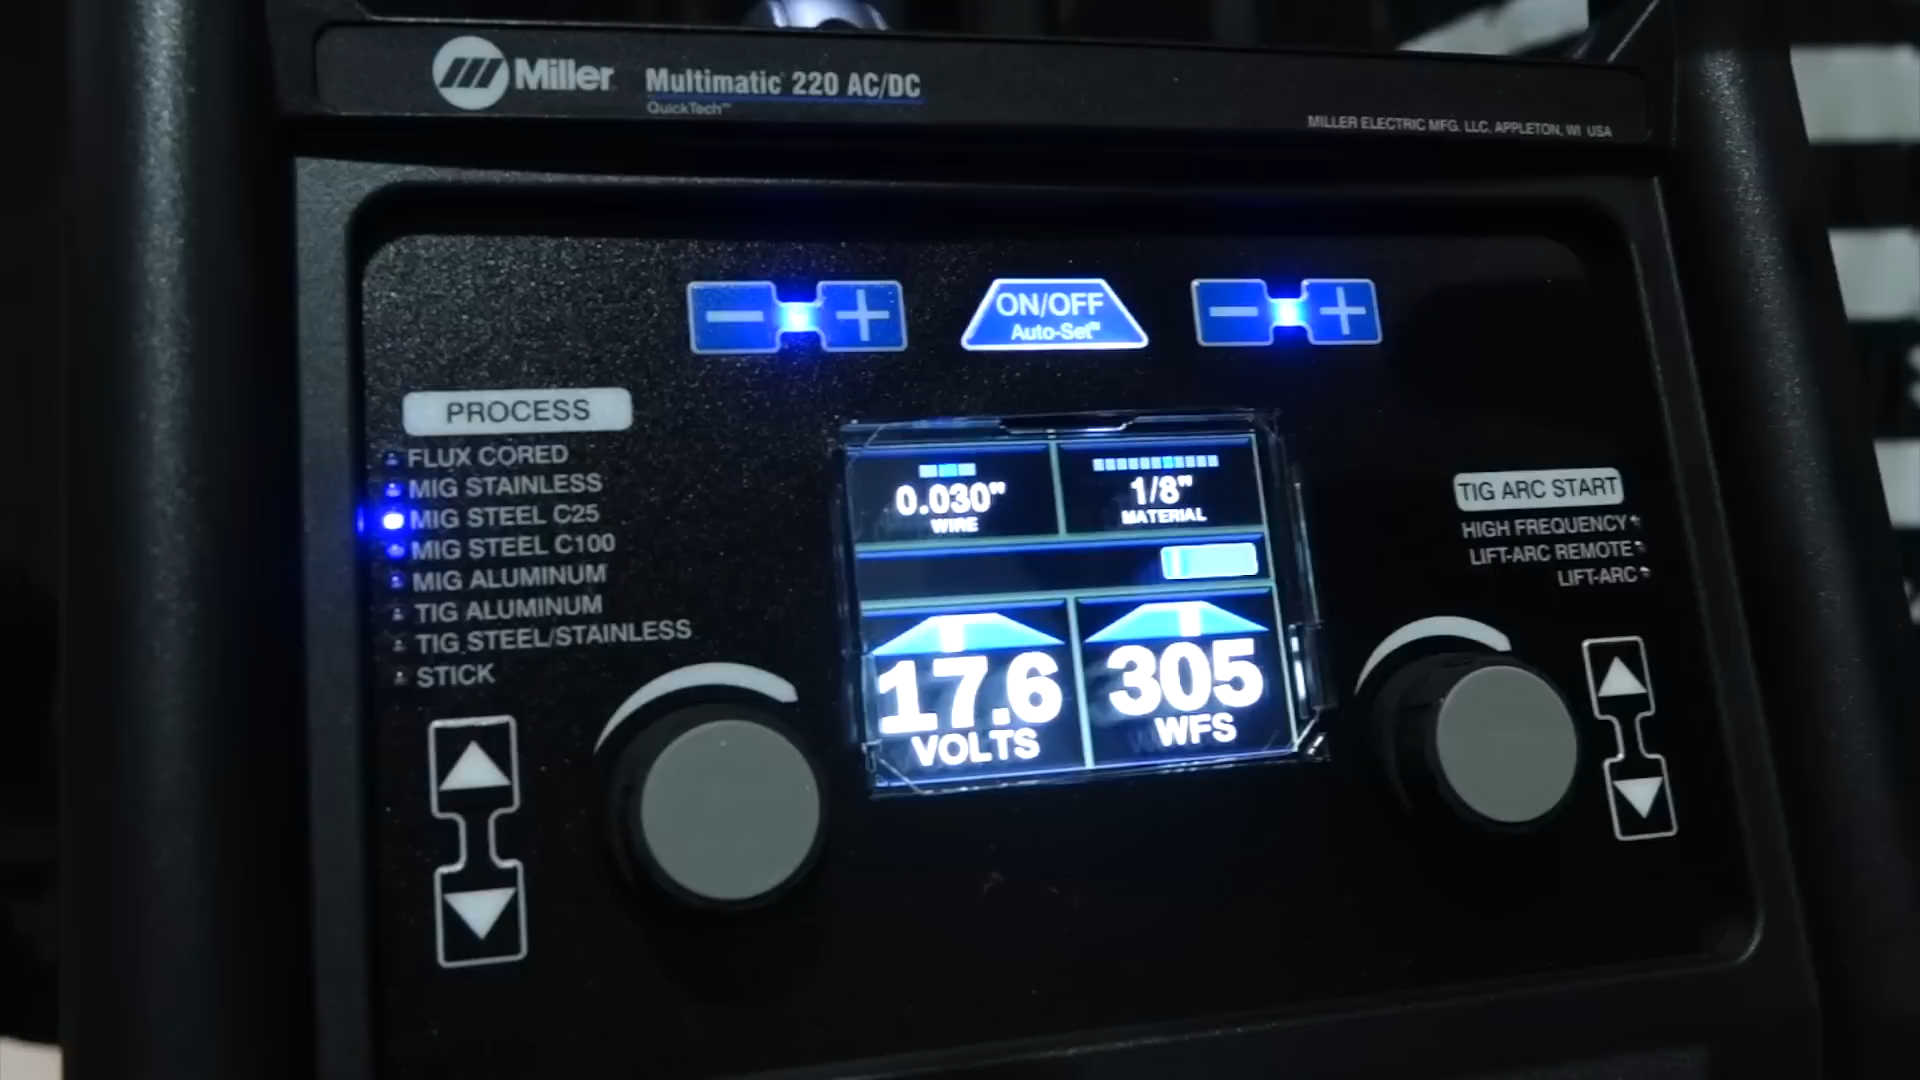 Miller Multimatic 220 AC/DC
QuickTech™
MILLER ELECTRIC MFG. LLC, APPLETON, WI USA
− +
ON/OFF
Auto-Set™
− +
PROCESS
FLUX CORED
MIG STAINLESS
MIG STEEL C25
MIG STEEL C100
MIG ALUMINUM
TIG ALUMINUM
TIG STEEL/STAINLESS
STICK
0.030"
WIRE
1/8"
MATERIAL
17.6
VOLTS
305
WFS
TIG ARC START
HIGH FREQUENCY
LIFT-ARC REMOTE
LIFT-ARC